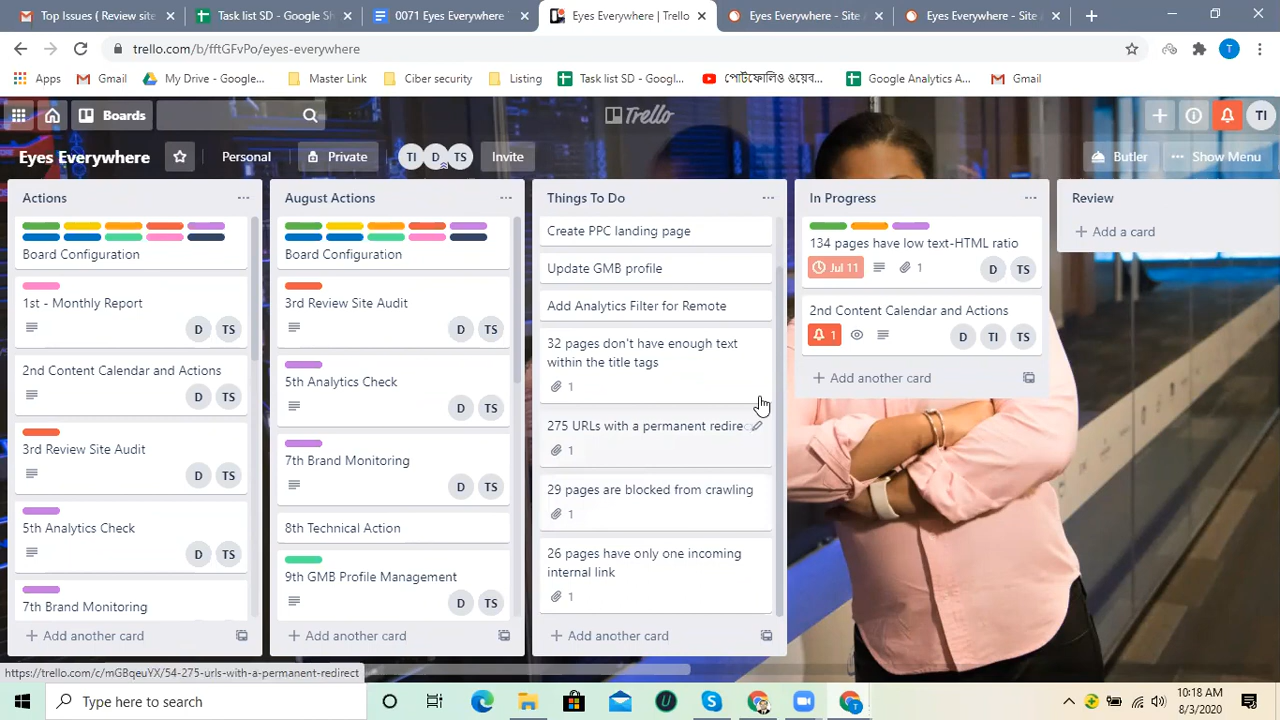 Top Issues ( Review site
Task list SD - Google S
0071 Eyes Everywhere
Eyes Everywhere | Trello
Eyes Everywhere - Site
Eyes Everywhere - Site
trello.com/b/fftGFvPo/eyes-everywhere
T
Apps
Gmail
My Drive - Google...
Master Link
Ciber security
Listing
Task list SD - Googl...
পোর্টফোলিও ওয়েব...
Google Analytics A...
Gmail
Boards
Trello
TI
Eyes Everywhere
Personal
Private
TI
D
TS
Invite
Butler
Show Menu
Actions
Board Configuration
1st - Monthly Report
D TS
2nd Content Calendar and Actions
D TS
3rd Review Site Audit
D TS
5th Analytics Check
D TS
7th Brand Monitoring
+ Add another card
August Actions
Board Configuration
3rd Review Site Audit
D TS
5th Analytics Check
D TS
7th Brand Monitoring
D TS
8th Technical Action
9th GMB Profile Management
D TS
+ Add another card
Things To Do
Create PPC landing page
Update GMB profile
Add Analytics Filter for Remote
32 pages don't have enough text
within the title tags
1
275 URLs with a permanent redire
1
29 pages are blocked from crawling
1
26 pages have only one incoming
internal link
1
+ Add another card
In Progress
134 pages have low text-HTML ratio
Jul 11
1
D TS
2nd Content Calendar and Actions
1
D TI TS
+ Add another card
Review
+ Add a card
https://trello.com/c/mGBqeuYX/54-275-urls-with-a-permanent-redirect
Type here to search
10:18 AM
8/3/2020